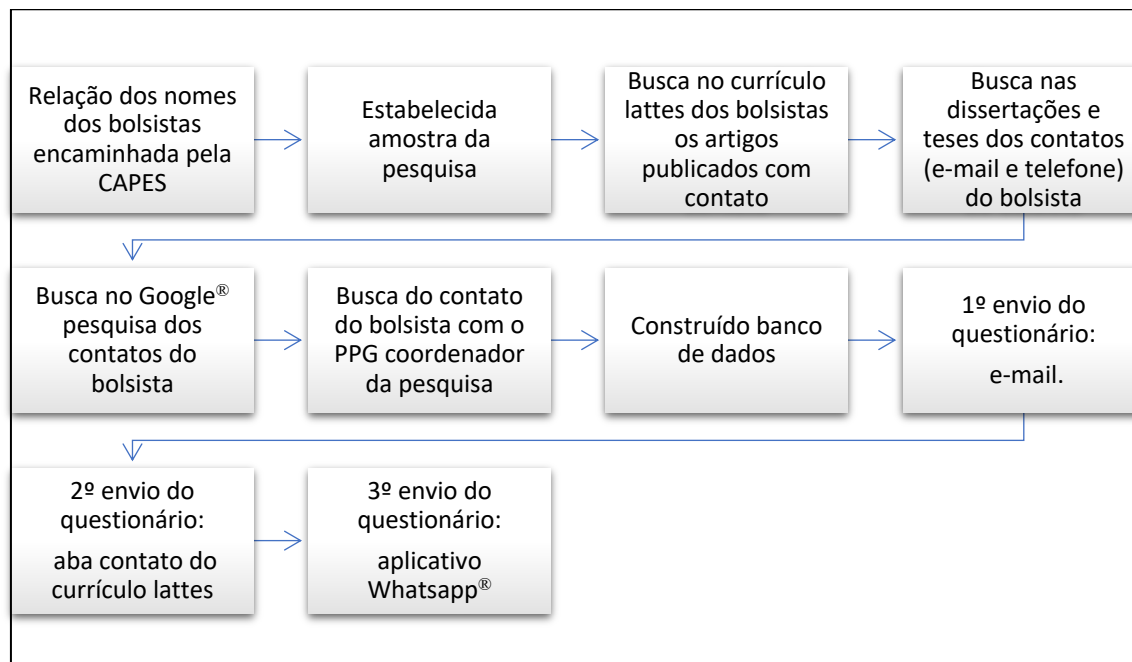 Relação dos nomes
dos bolsistas
encaminhada pela
CAPES
Estabelecida
amostra da
pesquisa
Busca no currículo
lattes dos bolsistas
os artigos
publicados com
contato
Busca nas
dissertações e
teses dos contatos
(e-mail e telefone)
do bolsista
Busca no Google®
pesquisa dos
contatos do
bolsista
Busca do contato
do bolsista com o
PPG coordenador
da pesquisa
Construído banco
de dados
1º envio do
questionário:
e-mail.
2º envio do
questionário:
aba contato do
currículo lattes
3º envio do
questionário:
aplicativo
Whatsapp®